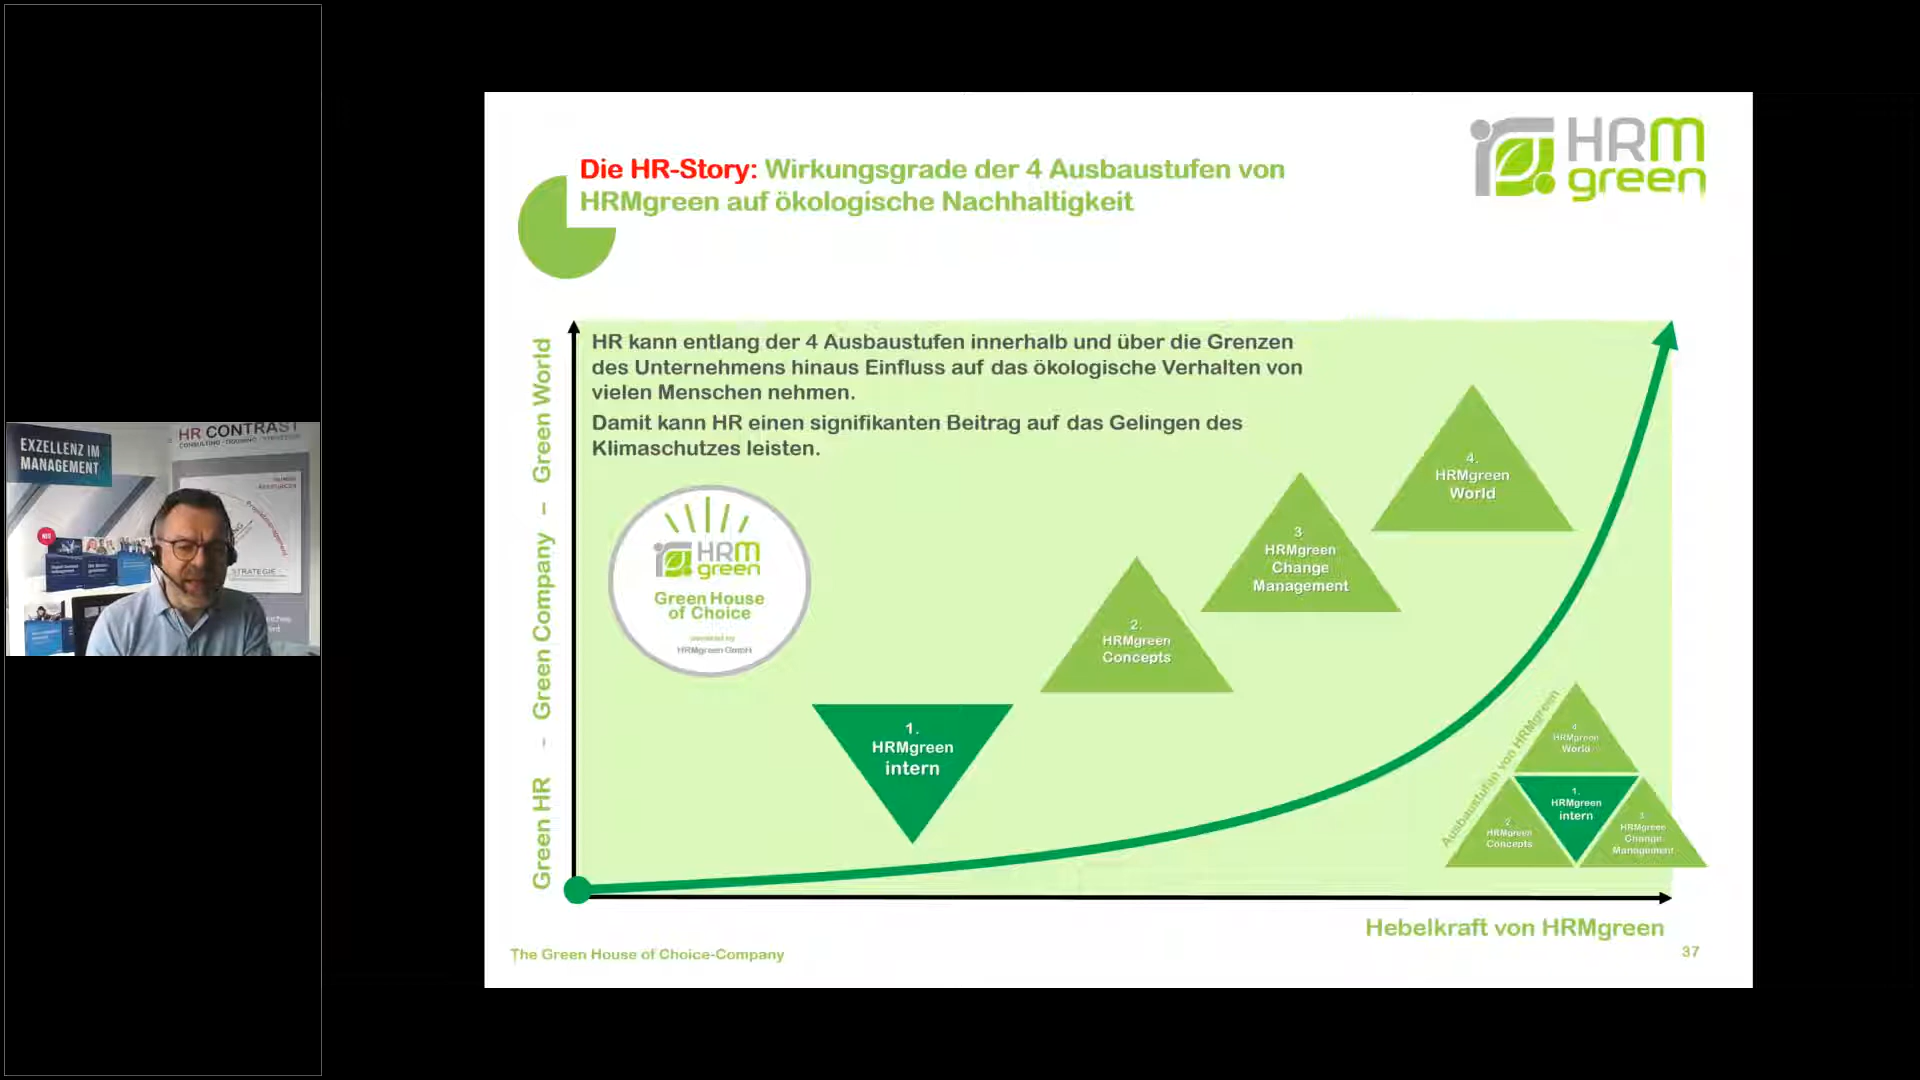 Die HR-Story: Wirkungsgrade der 4 Ausbaustufen von
HRMgreen auf ökologische Nachhaltigkeit
HRM
green
HR kann entlang der 4 Ausbaustufen innerhalb und über die Grenzen
des Unternehmens hinaus Einfluss auf das ökologische Verhalten von
vielen Menschen nehmen.
Damit kann HR einen signifikanten Beitrag auf das Gelingen des
Klimaschutzes leisten.
Green HR - Green Company - Green World
HRM
green
Green House
of Choice
powered by
HRMgreen GmbH
1.
HRMgreen
intern
2.
HRMgreen
Concepts
3.
HRMgreen
Change
Management
4.
HRMgreen
World
Ausbaustufen von HRMgreen
4.
HRMgreen
World
1.
HRMgreen
intern
2.
HRMgreen
Concepts
3.
HRMgreen
Change
Management
Hebelkraft von HRMgreen
The Green House of Choice-Company
37
EXZELLENZ IM
MANAGEMENT
HR CONTRAST
STRATEGIE